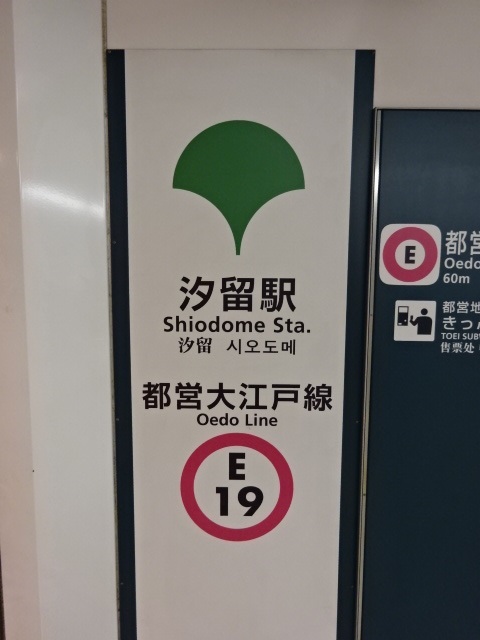 汐留駅
Shiodome Sta.
汐留 시오도메
都営大江戸線
Oedo Line
E
19
E
都営
Oedo
60m
都営地
きっ
TOEI SUB
售票处